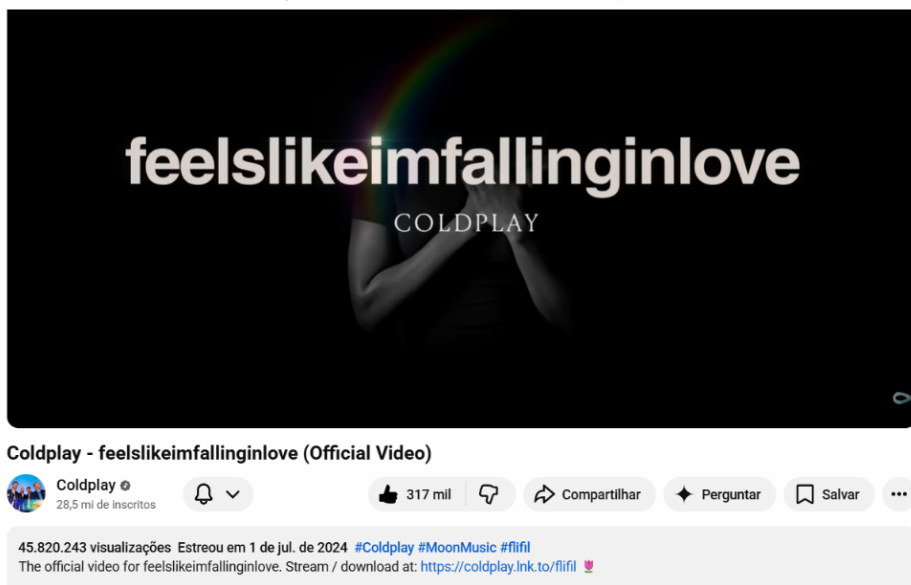 feelslikeimfallinginlove
COLDPLAY
Coldplay - feelslikeimfallinginlove (Official Video)
Coldplay
28,5 mi de inscritos
317 mil
Compartilhar
Perguntar
Salvar
45.820.243 visualizações Estreou em 1 de jul. de 2024 #Coldplay #MoonMusic #flifil
The official video for feelslikeimfallinginlove. Stream / download at: https://coldplay.lnk.to/flifil 🌷